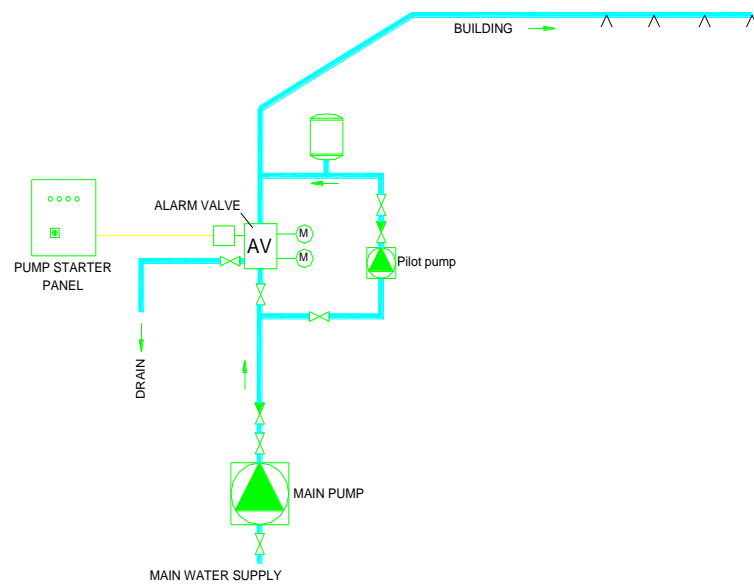 BUILDING
ALARM VALVE
M
AV
M
PUMP STARTER
PANEL
Pilot pump
DRAIN
MAIN PUMP
MAIN WATER SUPPLY